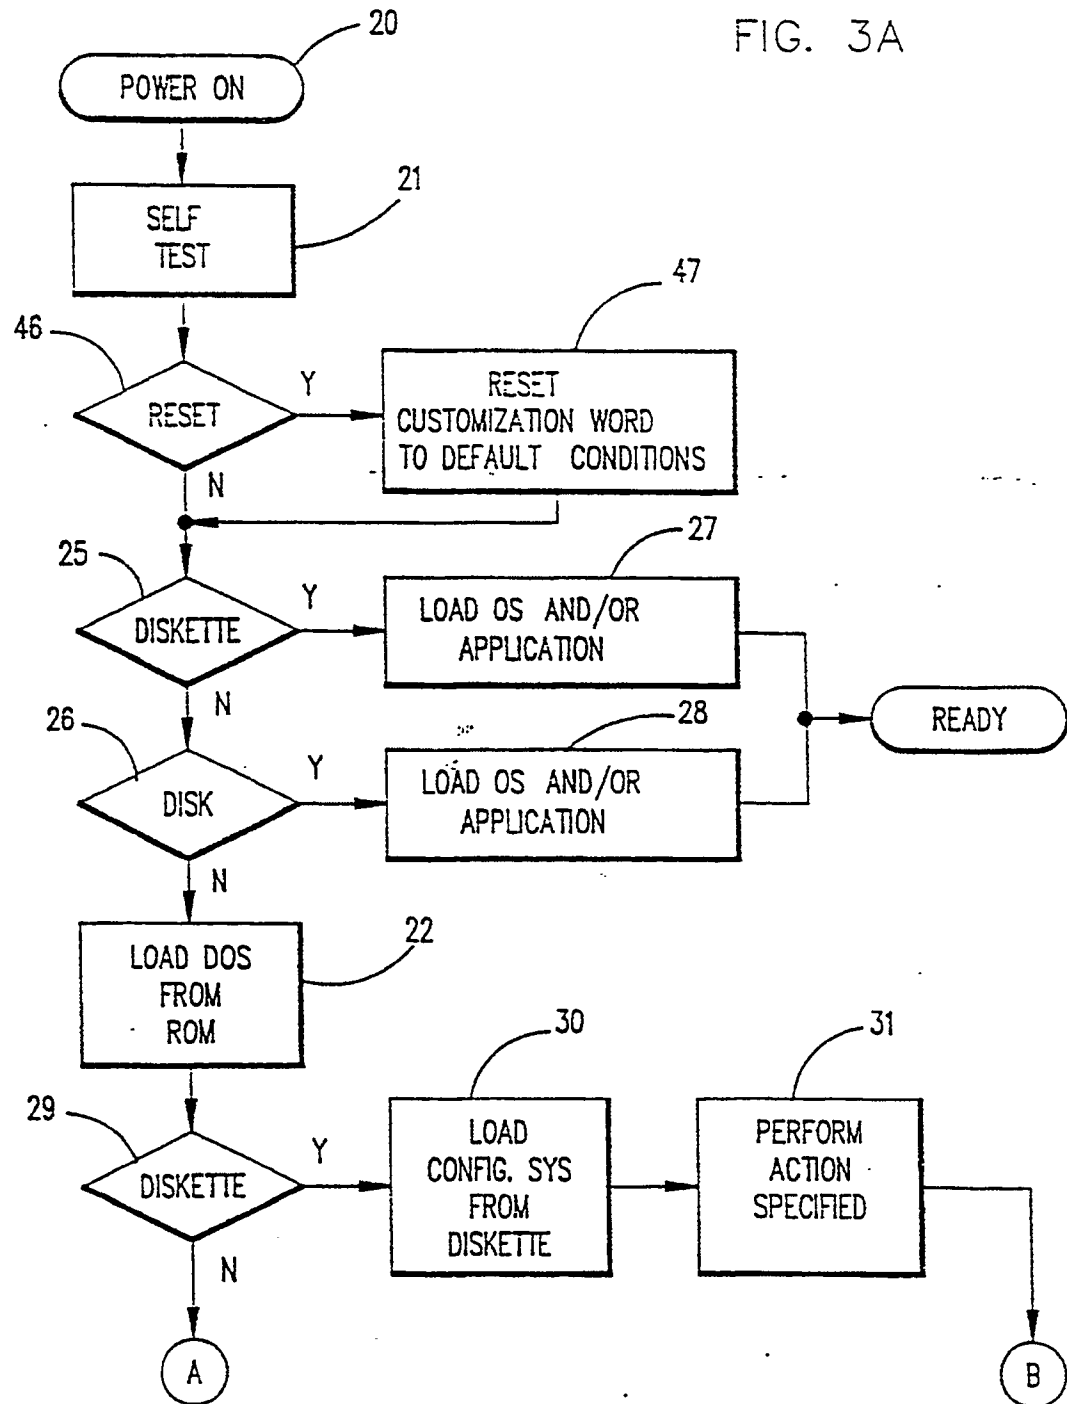 FIG. 3A
20
POWER ON
21
SELF
TEST
46
47
RESET
Y
RESET
CUSTOMIZATION WORD
TO DEFAULT CONDITIONS
N
25
27
DISKETTE
Y
LOAD OS AND/OR
APPLICATION
N
READY
26
28
DISK
Y
LOAD OS AND/OR
APPLICATION
N
22
LOAD DOS
FROM
ROM
29
30
31
DISKETTE
Y
LOAD
CONFIG. SYS
FROM
DISKETTE
PERFORM
ACTION
SPECIFIED
N
A
B